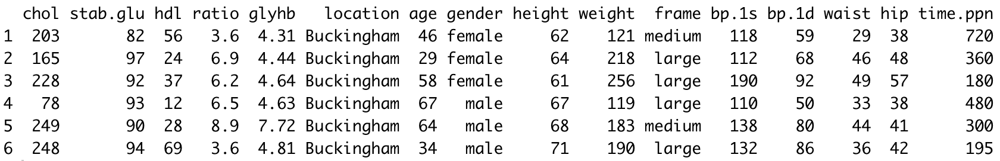 chol stab.glu hdl ratio glyhb location age gender height weight frame bp.1s bp.1d waist hip time.ppn
1 203 82 56 3.6 4.31 Buckingham 46 female 62 121 medium 118 59 29 38 720
2 165 97 24 6.9 4.44 Buckingham 29 female 64 218 large 112 68 46 48 360
3 228 92 37 6.2 4.64 Buckingham 58 female 61 256 large 190 92 49 57 180
4 78 93 12 6.5 4.63 Buckingham 67 male 67 119 large 110 50 33 38 480
5 249 90 28 8.9 7.72 Buckingham 64 male 68 183 medium 138 80 44 41 300
6 248 94 69 3.6 4.81 Buckingham 34 male 71 190 large 132 86 36 42 195